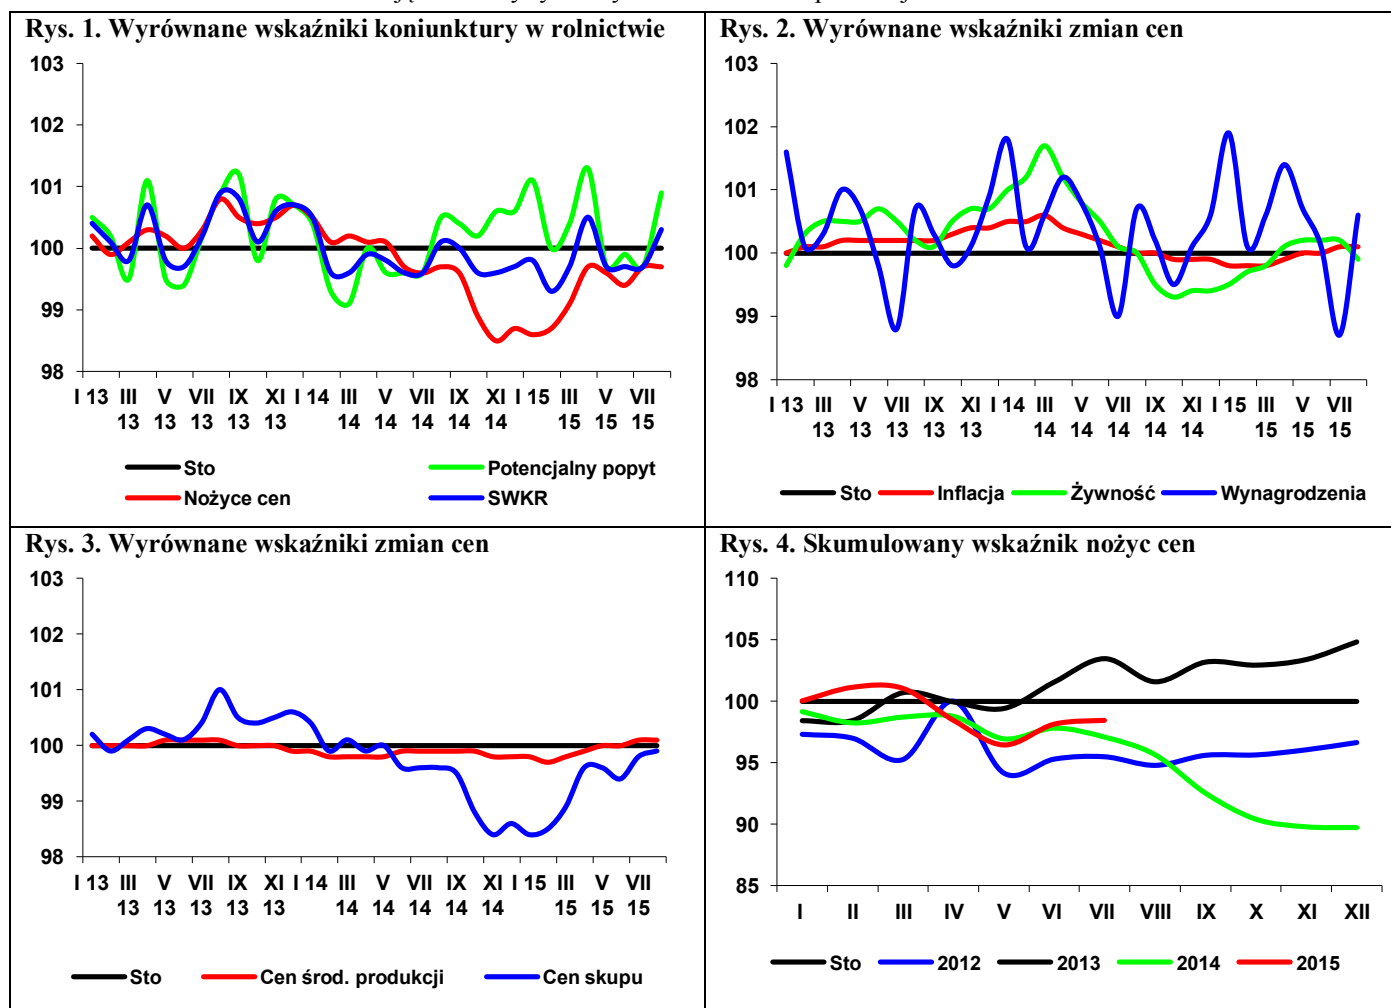 Rys. 1. Wyrównane wskaźniki koniunktury w rolnictwie
103
102
101
100
99
98
I 13 III V VII IX XI I 14 III V VII IX XI I 15 III V VII
13 13 13 13 13 14 14 14 14 14 15 15 15
Sto Potencjalny popyt
Nożyce cen SWKR
Rys. 2. Wyrównane wskaźniki zmian cen
103
102
101
100
99
98
I 13 III V VII IX XI I 14 III V VII IX XI I 15 III V VII
13 13 13 13 13 14 14 14 14 14 15 15 15
Sto Inflacja Żywność Wynagrodzenia
Rys. 3. Wyrównane wskaźniki zmian cen
103
102
101
100
99
98
I 13 III V VII IX XI I 14 III V VII IX XI I 15 III V VII
13 13 13 13 13 14 14 14 14 14 15 15 15
Sto Cen środ. produkcji Cen skupu
Rys. 4. Skumulowany wskaźnik nożyc cen
110
105
100
95
90
85
I II III IV V VI VII VIII IX X XI XII
Sto 2012 2013 2014 2015